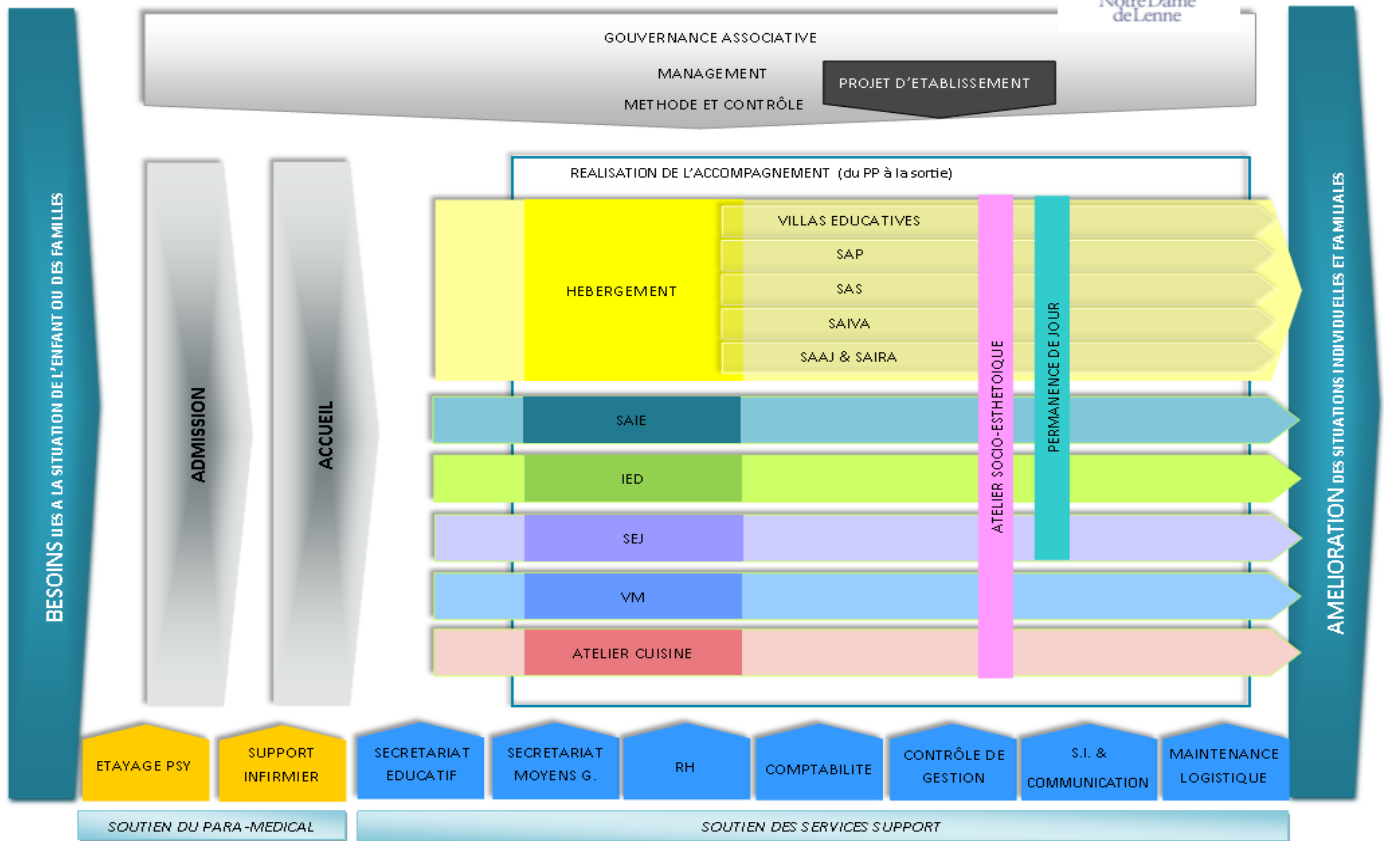 Notre Dame
de Lenne
GOUVERNANCE ASSOCIATIVE
MANAGEMENT
METHODE ET CONTRÔLE
PROJET D'ETABLISSEMENT
BESOINS LIES A LA SITUATION DE L'ENFANT OU DES FAMILLES
ADMISSION
ACCUEIL
REALISATION DE L'ACCOMPAGNEMENT (du PP à la sortie)
HEBERGEMENT
VILLAS EDUCATIVES
SAP
SAS
SAIVA
SAAJ & SAIRA
SAIE
IED
SEJ
VM
ATELIER CUISINE
ATELIER SOCIO-ESTHETOIQUE
PERMANENCE DE JOUR
AMELIORATION DES SITUATIONS INDIVIDUELLES ET FAMILIALES
ETAYAGE PSY
SUPPORT
INFIRMIER
SECRETARIAT
EDUCATIF
SECRETARIAT
MOYENS G.
RH
COMPTABILITE
CONTRÔLE DE
GESTION
S.I. &
COMMUNICATION
MAINTENANCE
LOGISTIQUE
SOUTIEN DU PARA-MEDICAL
SOUTIEN DES SERVICES SUPPORT